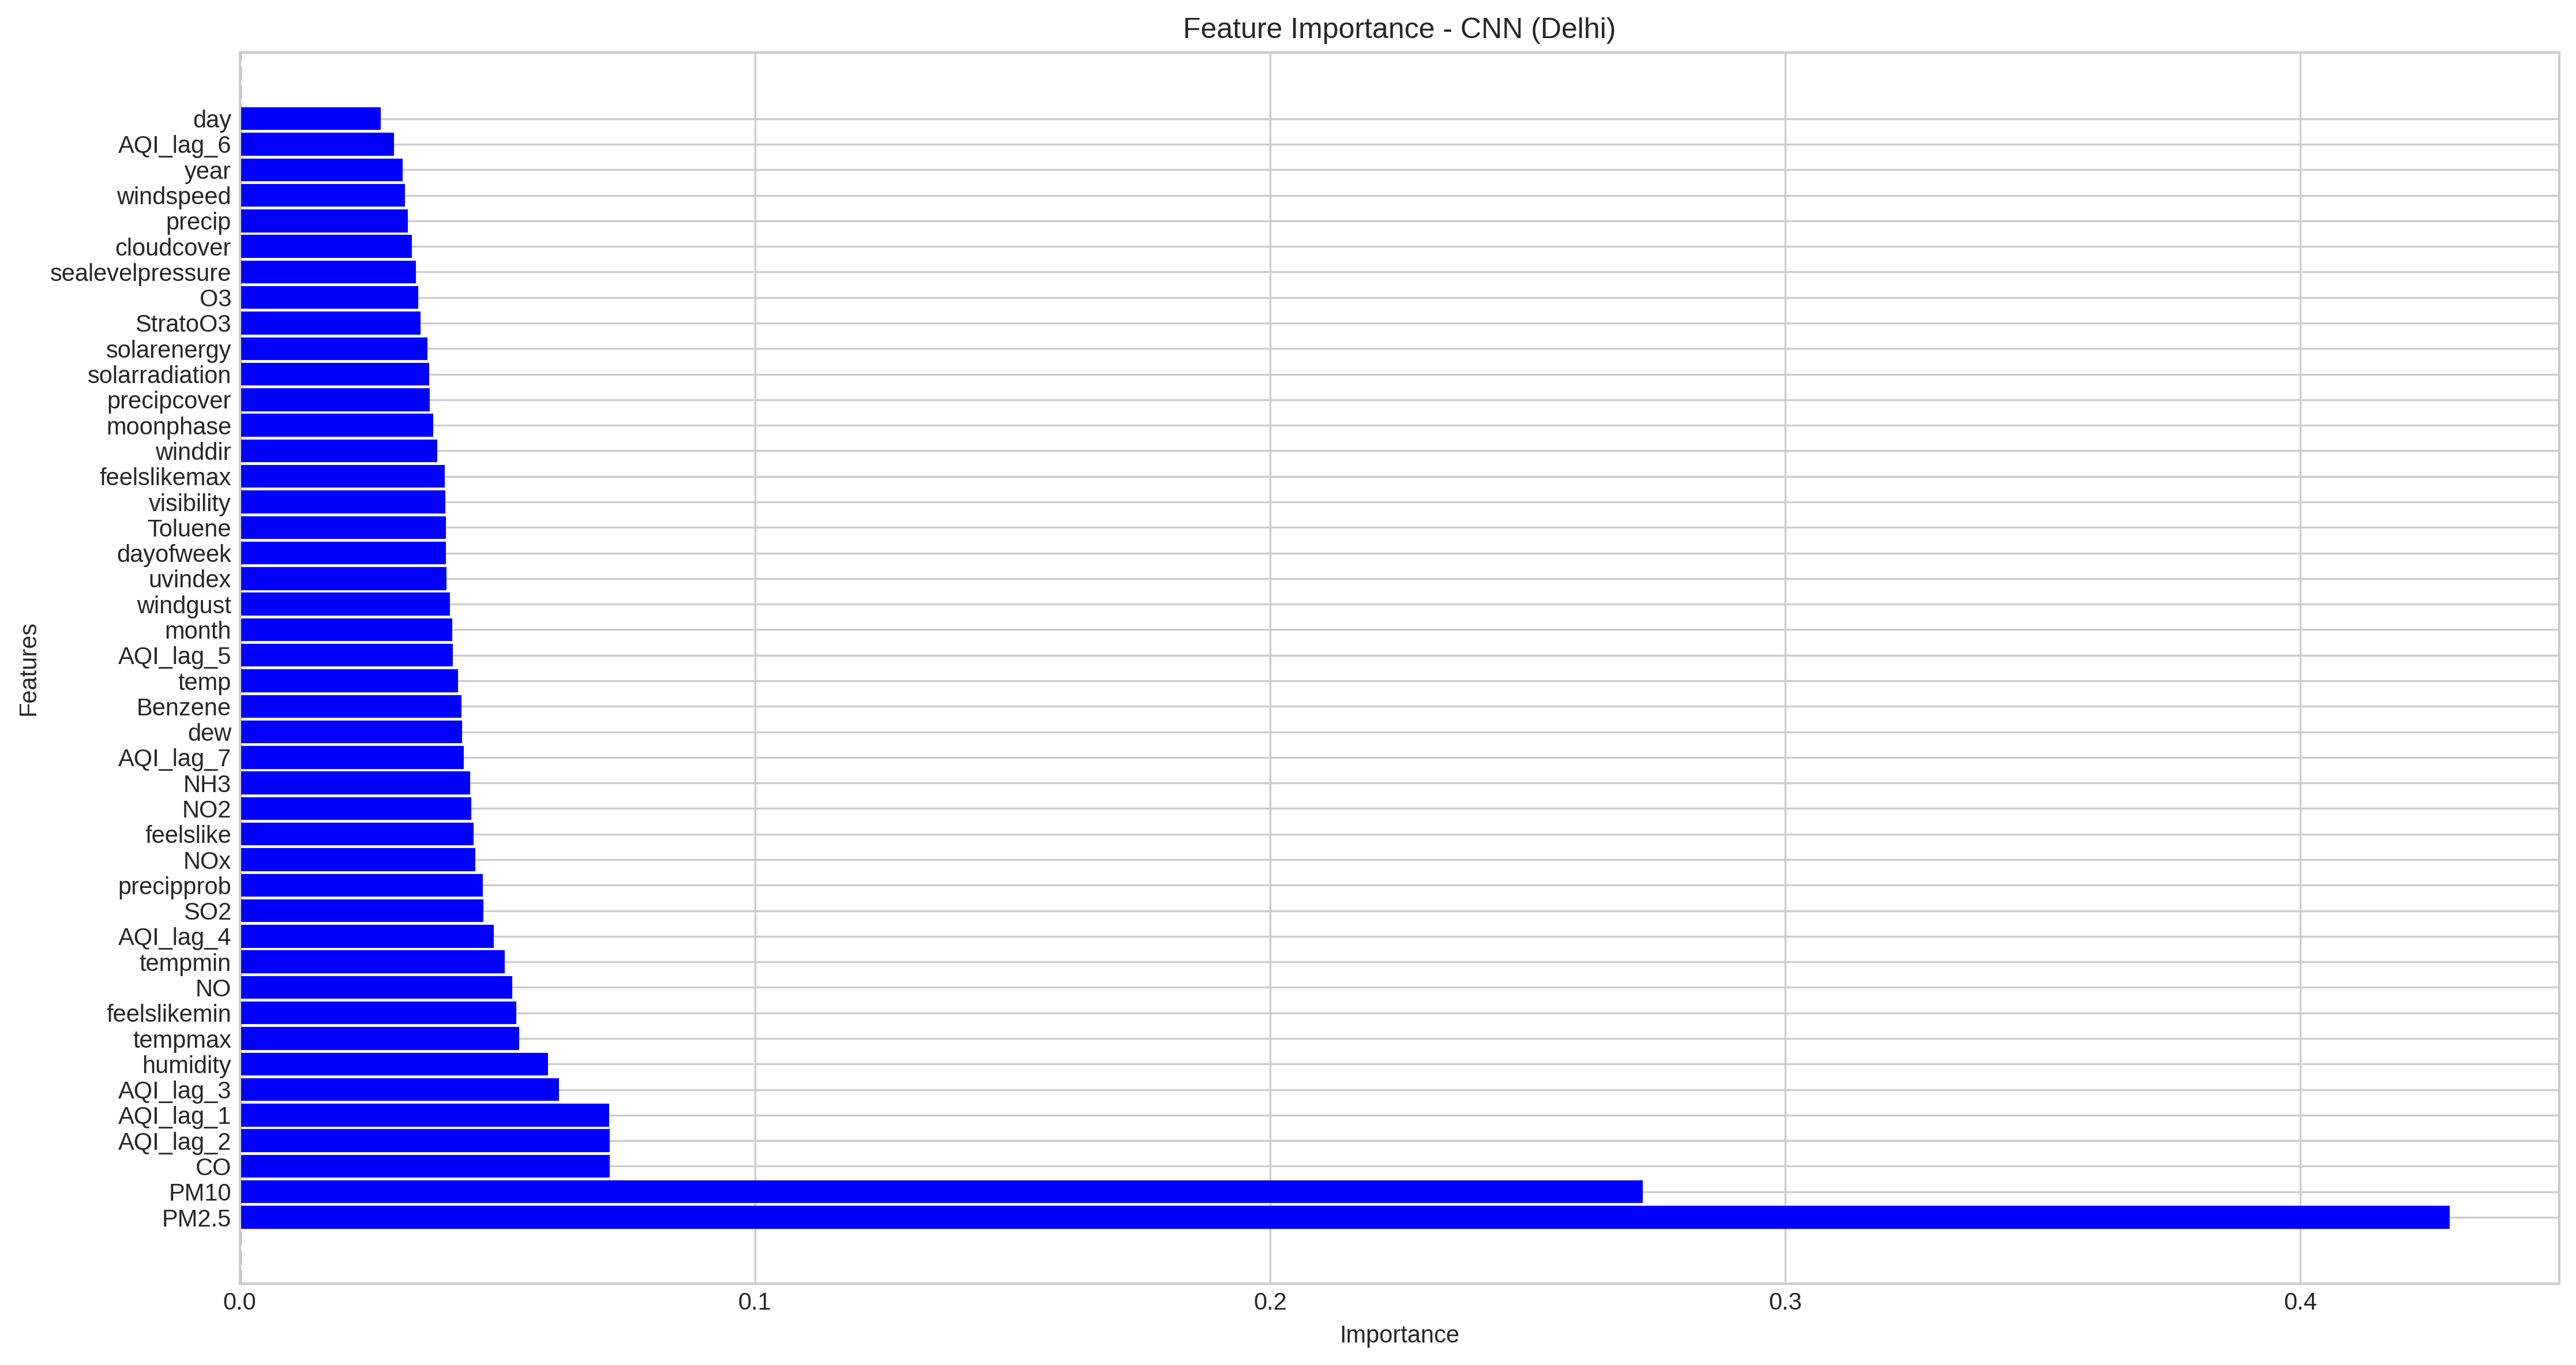 Feature Importance - CNN (Delhi)
day
AQI_lag_6
year
windspeed
precip
cloudcover
sealevelpressure
O3
StratoO3
solarenergy
solarradiation
precipcover
moonphase
winddir
feelslikemax
visibility
Toluene
dayofweek
uvindex
windgust
month
AQI_lag_5
temp
Benzene
dew
AQI_lag_7
NH3
NO2
feelslike
NOx
precipprob
SO2
AQI_lag_4
tempmin
NO
feelslikemin
tempmax
humidity
AQI_lag_3
AQI_lag_1
AQI_lag_2
CO
PM10
PM2.5
Features
0.0 0.1 0.2 0.3 0.4
Importance